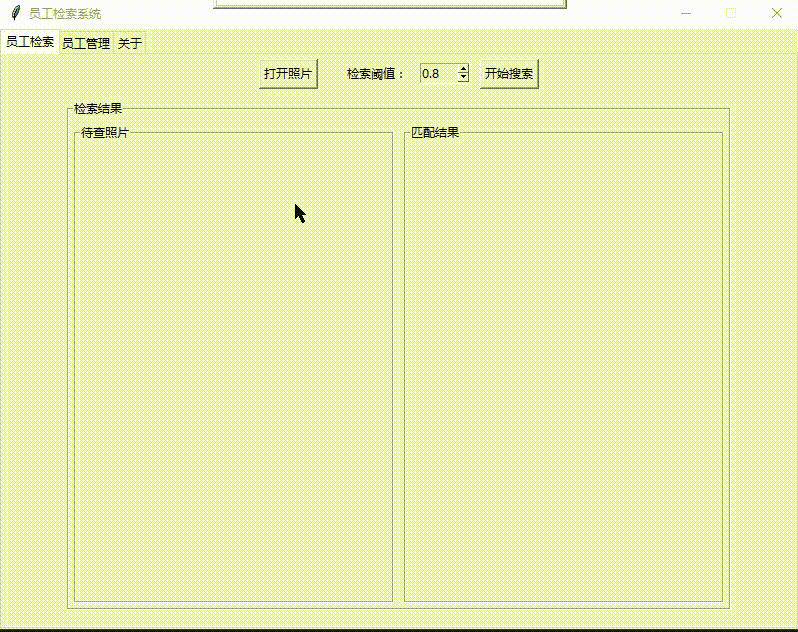 员工检索系统
员工检索 员工管理 关于
打开照片 检索阈值： 0.8 开始搜索
检索结果
待查照片 匹配结果